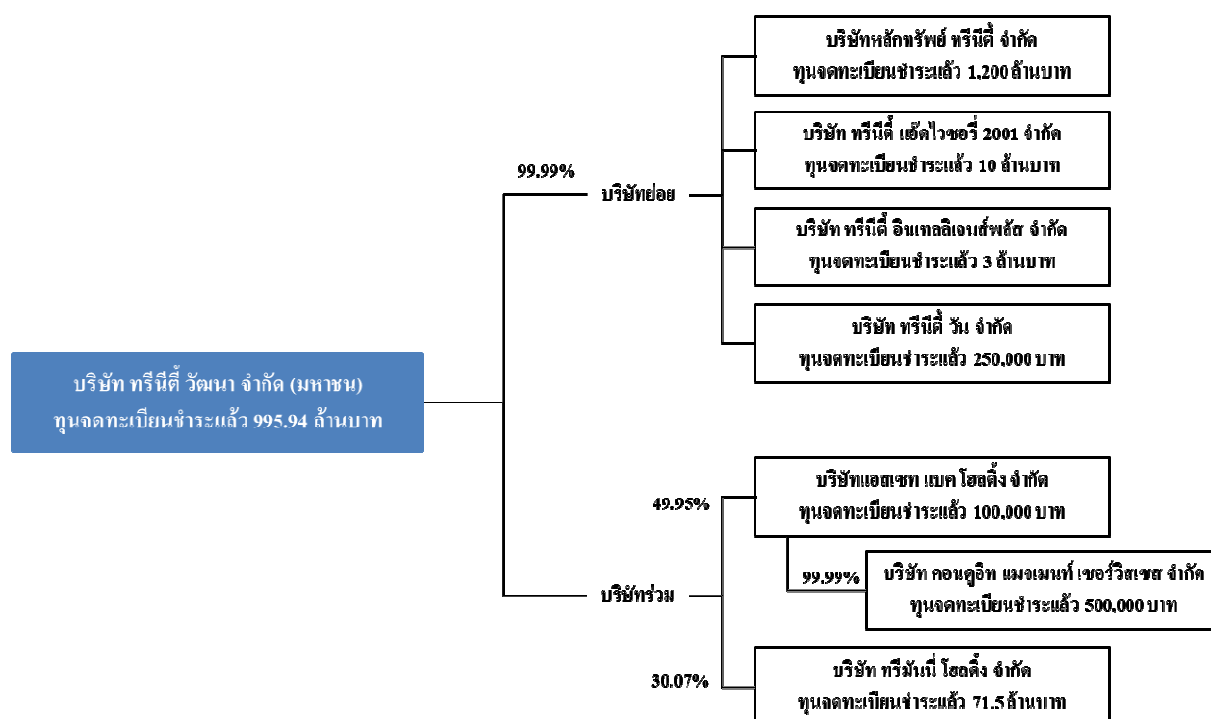 บริษัทหลักทรัพย์ ทรีนีตี้ จำกัด
ทุนจดทะเบียนชำระแล้ว 1,200 ล้านบาท
บริษัท ทรีนีตี้ แอ๊ดไวซอรี่ 2001 จำกัด
ทุนจดทะเบียนชำระแล้ว 10 ล้านบาท
99.99%
บริษัทย่อย
บริษัท ทรีนีตี้ อินเทลลิเจนส์พลัส จำกัด
ทุนจดทะเบียนชำระแล้ว 3 ล้านบาท
บริษัท ทรีนีตี้ วัน จำกัด
ทุนจดทะเบียนชำระแล้ว 250,000 บาท
บริษัท ทรีนีตี้ วัฒนา จำกัด (มหาชน)
ทุนจดทะเบียนชำระแล้ว 995.94 ล้านบาท
บริษัทแอสเซท แบค โฮลดิ้ง จำกัด
ทุนจดทะเบียนชำระแล้ว 100,000 บาท
49.95%
99.99%
บริษัท คอนดูอิท แมจเมนท์ เซอร์วิสเซส จำกัด
ทุนจดทะเบียนชำระแล้ว 500,000 บาท
บริษัทร่วม
30.07%
บริษัท ทรีมันนี่ โฮลดิ้ง จำกัด
ทุนจดทะเบียนชำระแล้ว 71.5 ล้านบาท